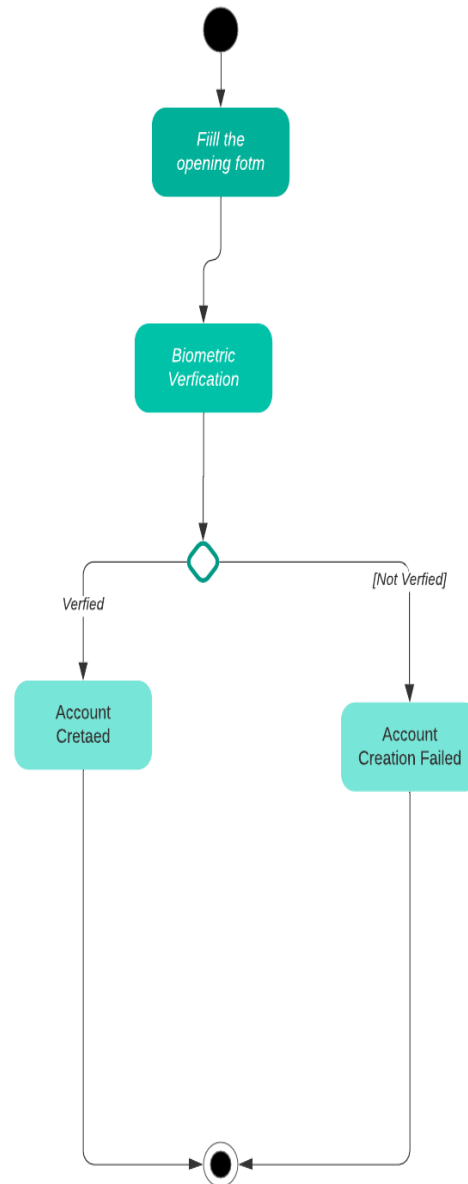 Fiill the
opening fotm
Biometric
Verfication
Verfied
[Not Verfied]
Account
Cretaed
Account
Creation Failed